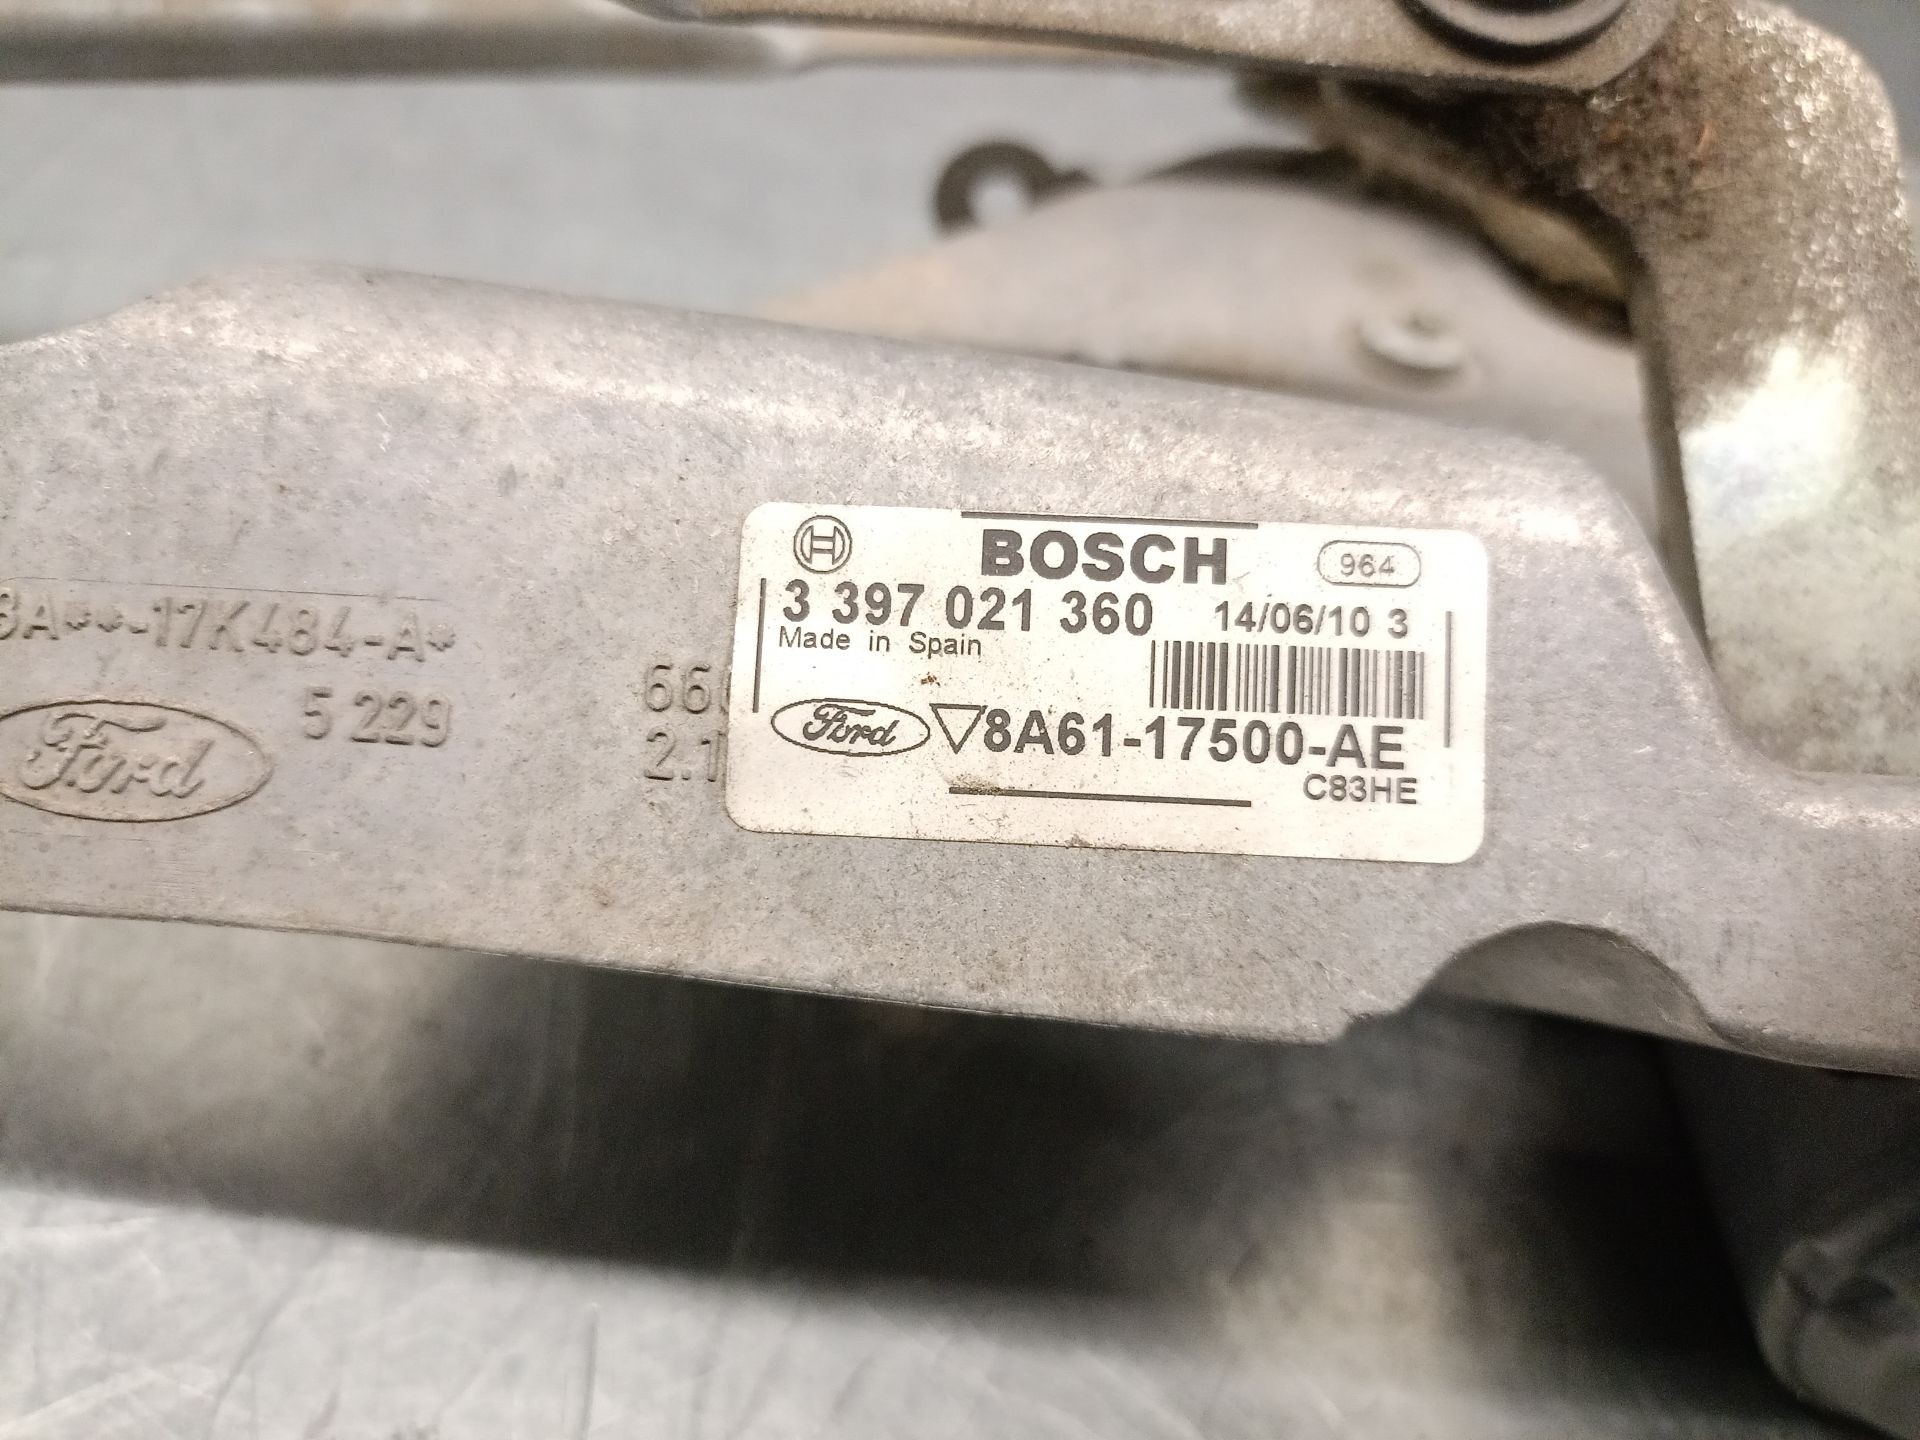 BOSCH
964
3 397 021 360 14/06/10 3
Made in Spain
Ford 8A61-17500-AE
C83HE
A**-17K484-A*
5 229
Ford
66
2.1